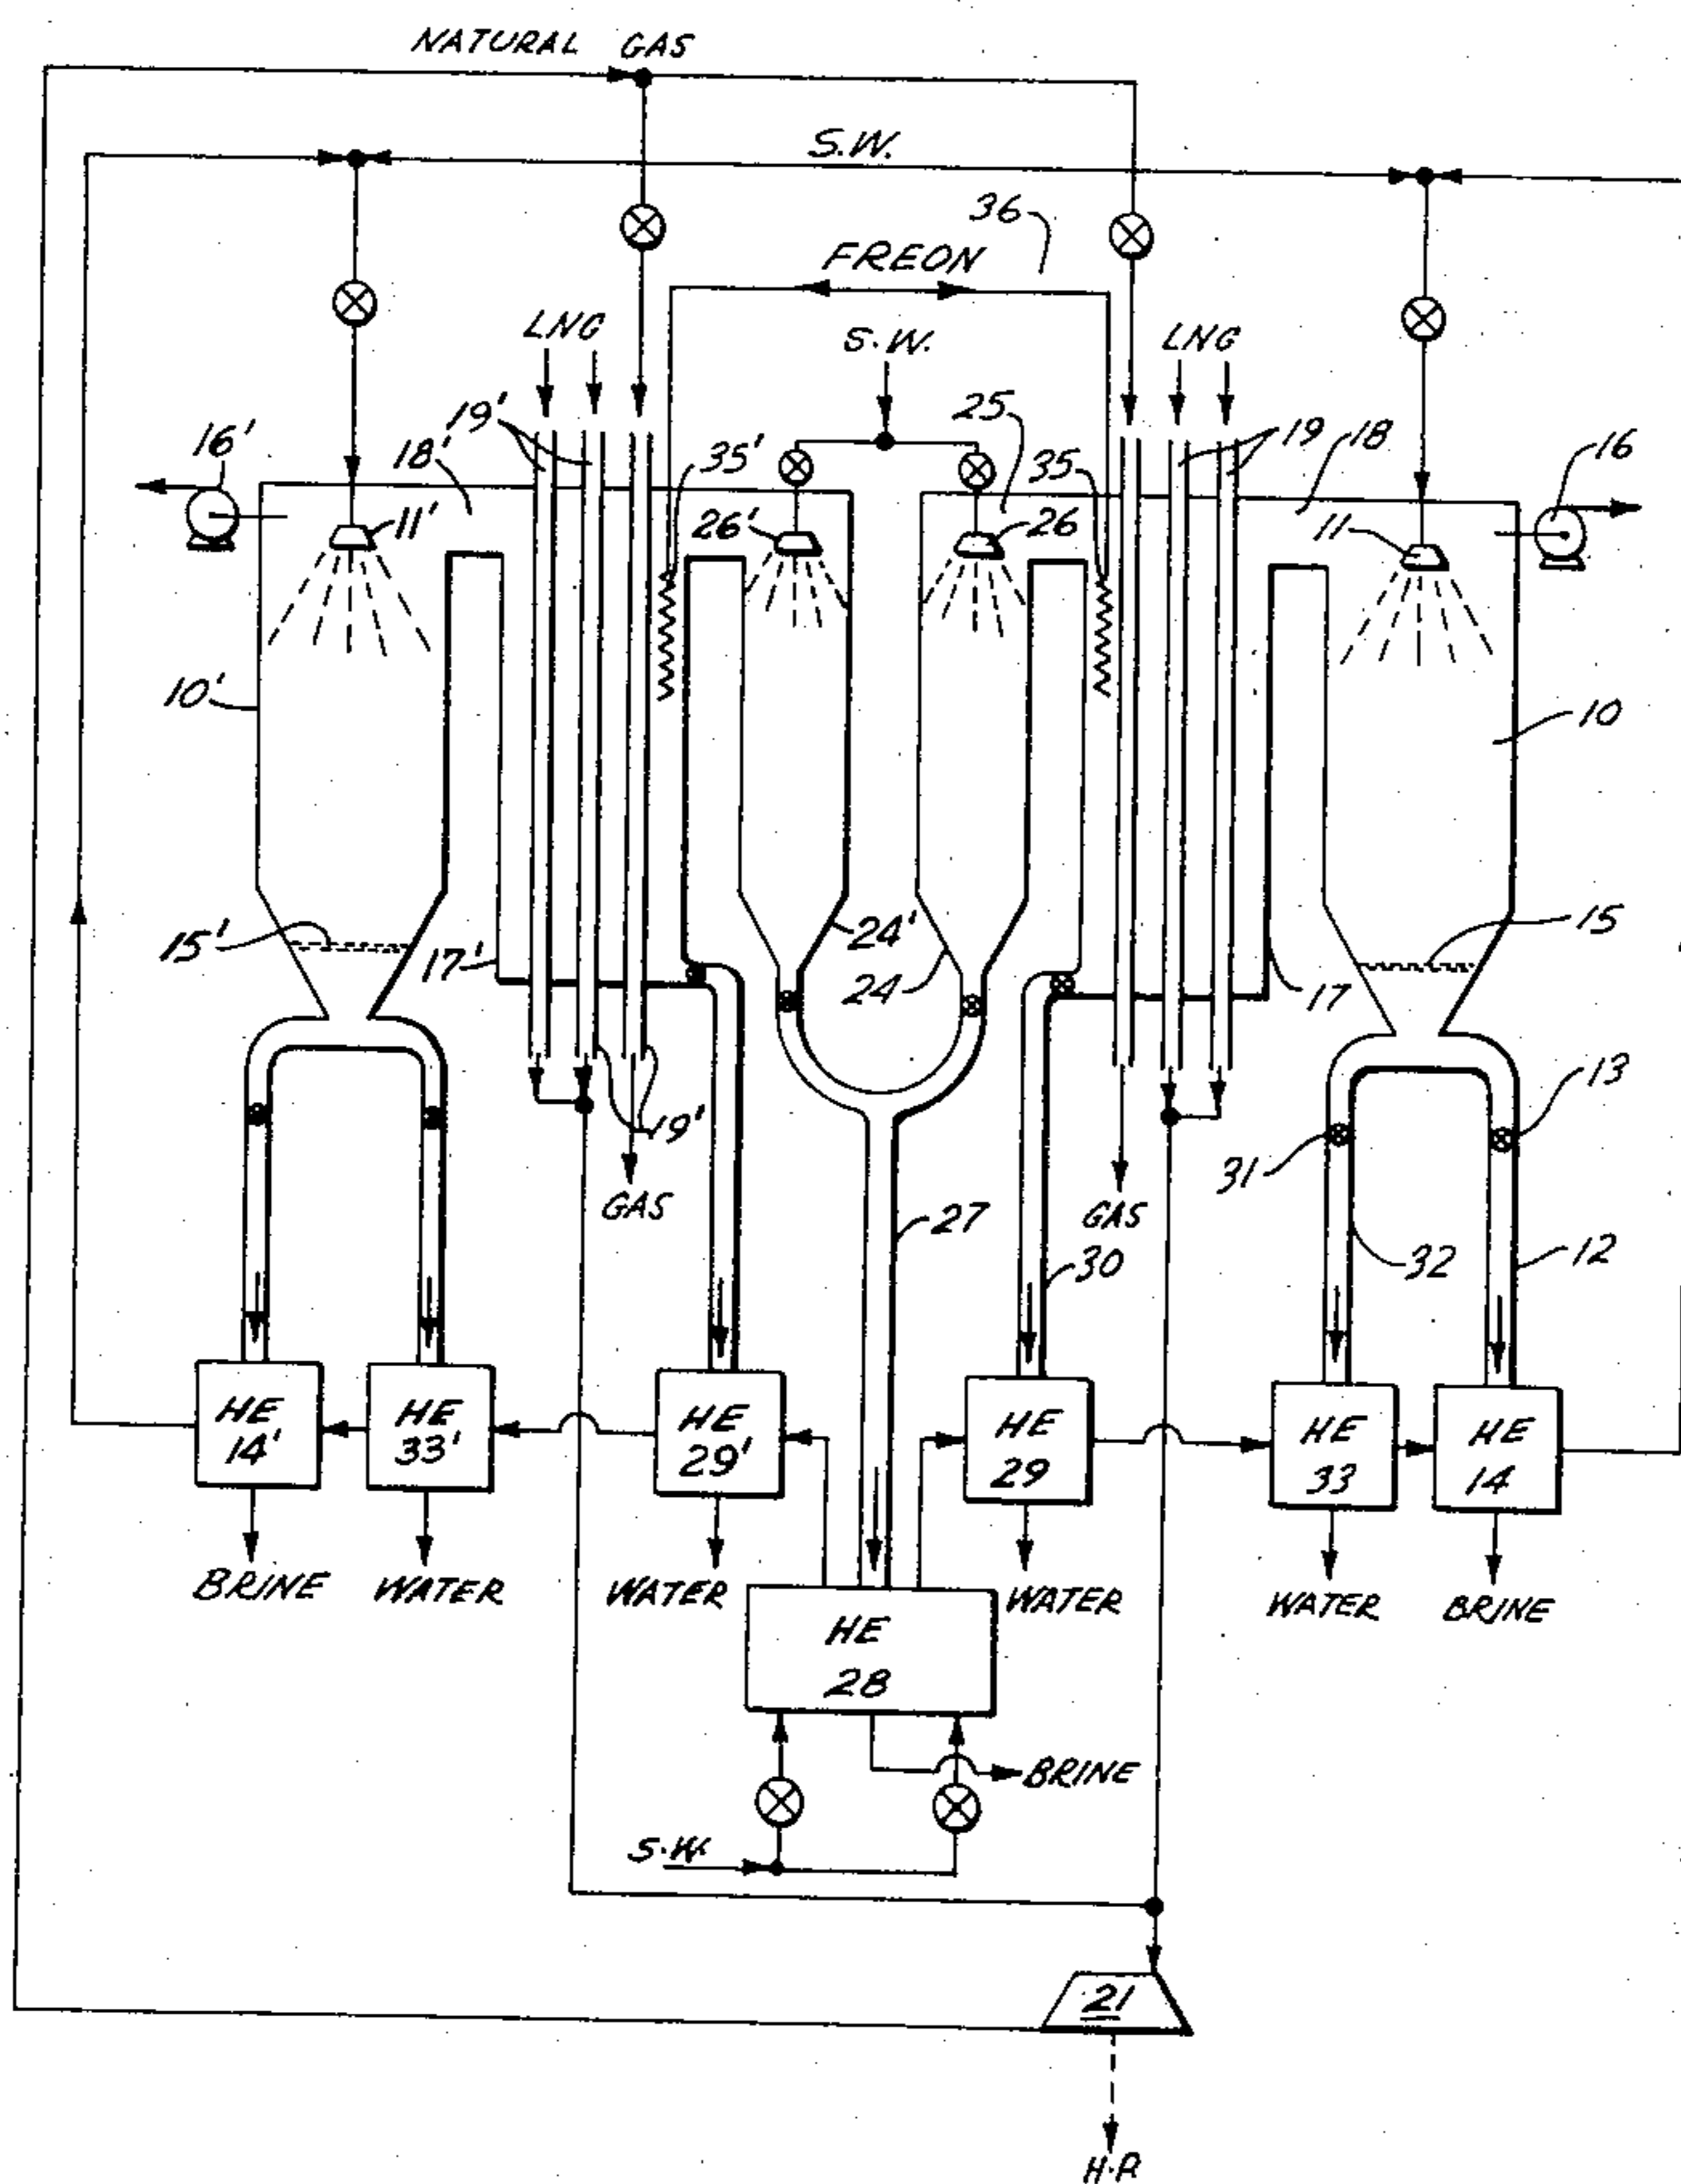 NATURAL GAS
S.W.
36
FREON
LNG
S.W.
LNG
16'
18'
19'
35'
25
35
19
18
16
11'
26'
26
11
10'
10
15'
24'
15
17'
24
17
13
19'
31
GAS
GAS
27
30
32
12
HE
14'
HE
33'
HE
29'
HE
29
HE
33
HE
14
BRINE
WATER
WATER
WATER
WATER
BRINE
HE
28
BRINE
S.W.
21
H.P.